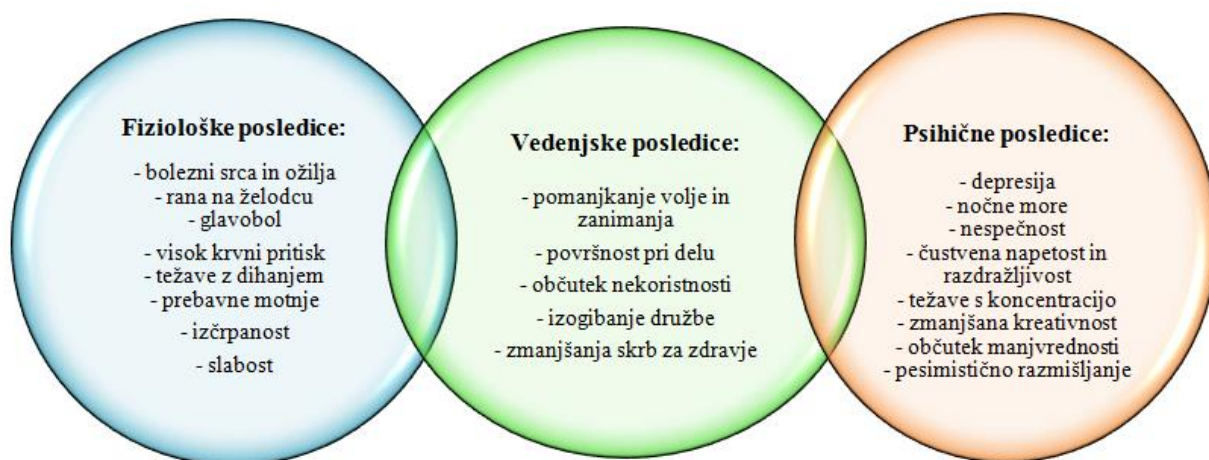 Fiziološke posledice:
- bolezni srca in ožilja
- rana na želodcu
- glavobol
- visok krvni pritisk
- težave z dihanjem
- prebavne motnje
- izčrpanost
- slabost
Vedenjske posledice:
- pomanjkanje volje in
zanimanja
- površnost pri delu
- občutek nekoristnosti
- izogibanje družbe
- zmanjšanja skrb za zdravje
Psihične posledice:
- depresija
- nočne more
- nespečnost
- čustvena napetost in
razdražljivost
- težave s koncentracijo
- zmanjšana kreativnost
- občutek manjvrednosti
- pesimistično razmišljanje